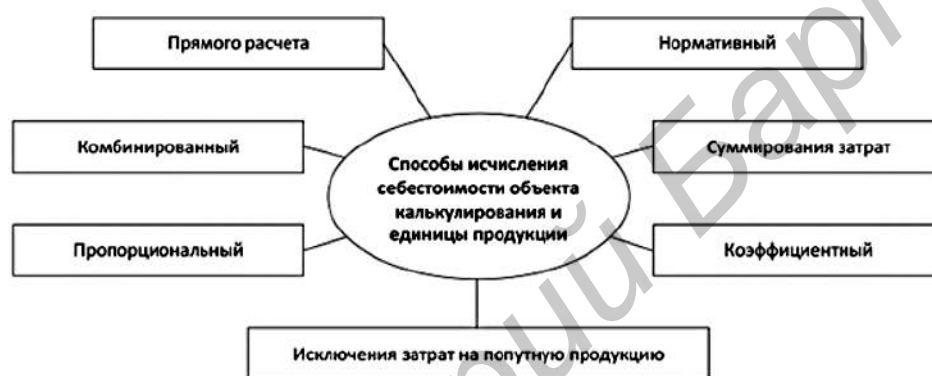 Прямого расчета
Нормативный
Комбинированный
Суммирования затрат
Способы исчисления
себестоимости объекта
калькулирования и
единицы продукции
Пропорциональный
Коэффициентный
Исключения затрат на попутную продукцию